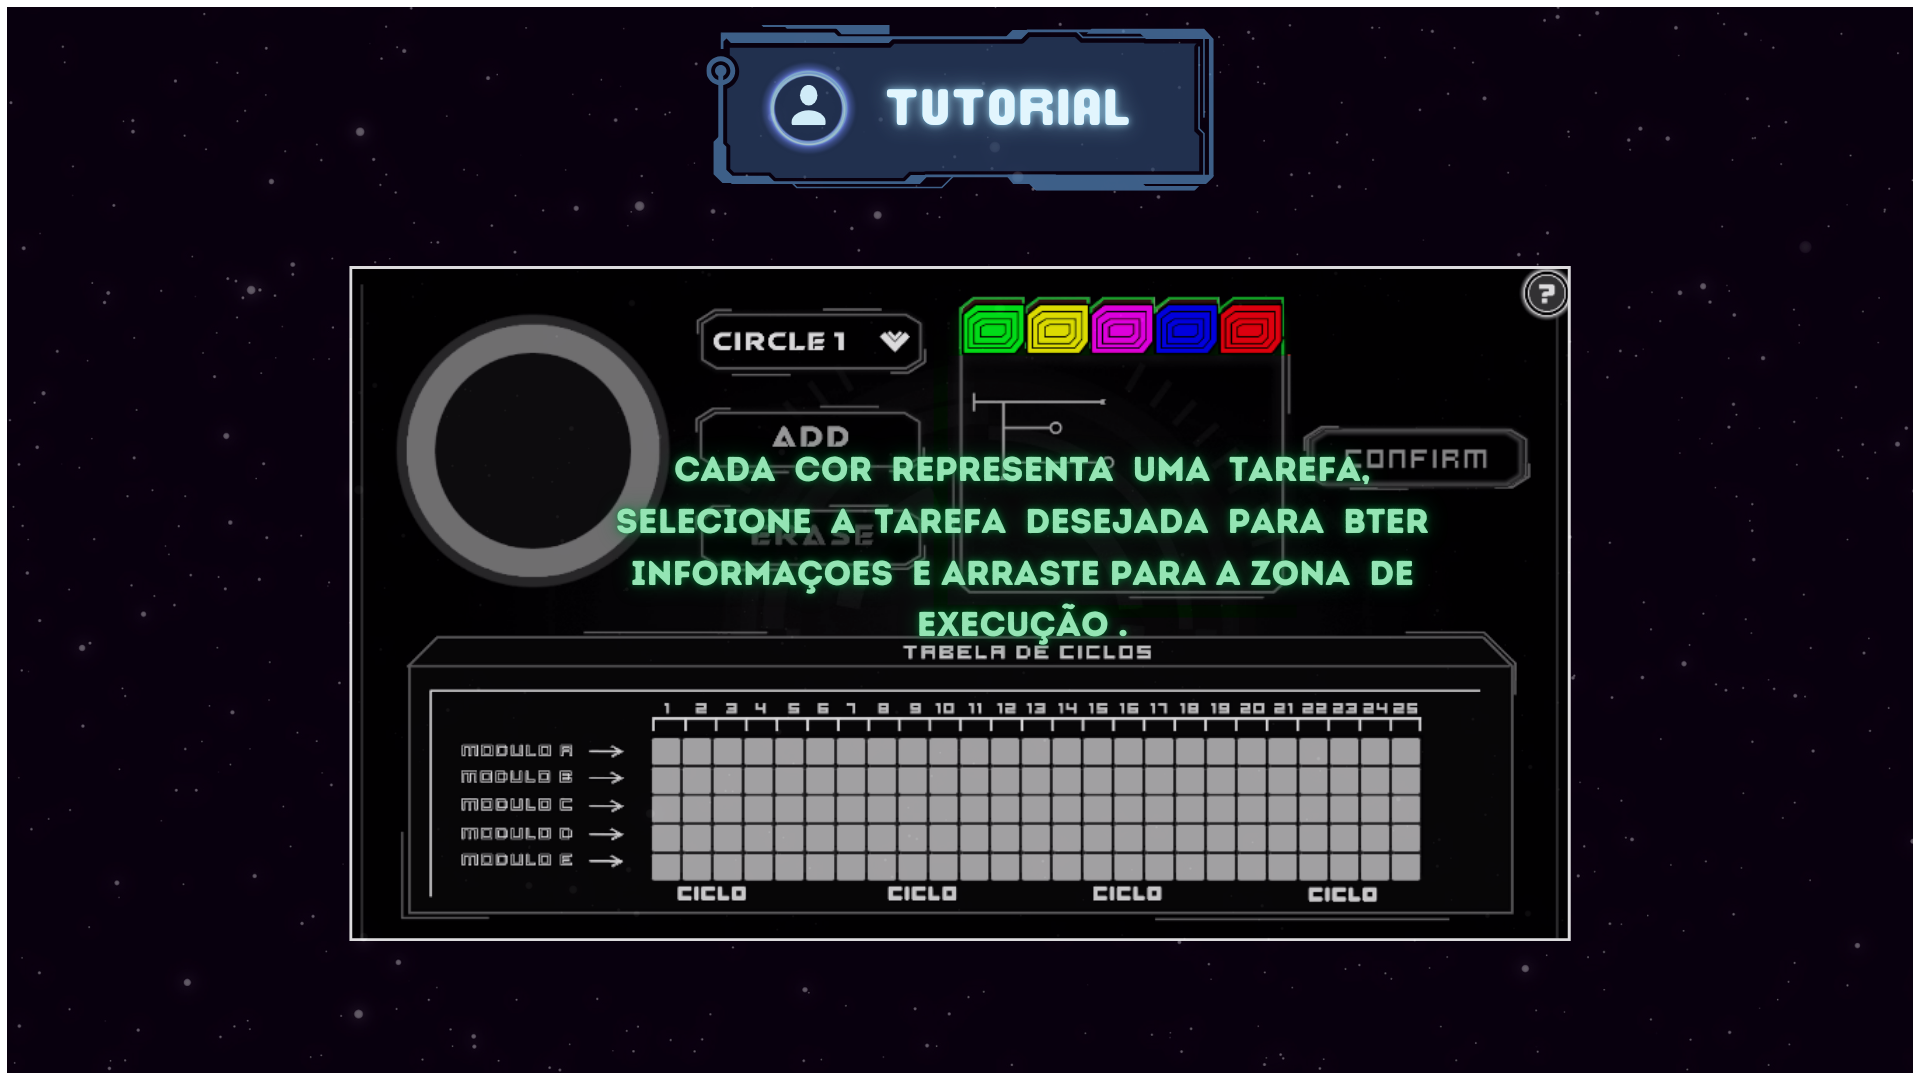 TUTORIAL
?
CIRCLE 1
ADD
CONFIRM
ERASE
CADA COR REPRESENTA UMA TAREFA,
SELECIONE A TAREFA DESEJADA PARA BTER
INFORMAÇOES E ARRASTE PARA A ZONA DE
EXECUÇÃO .
TABELA DE CICLOS
1 2 3 4 5 6 7 8 9 10 11 12 13 14 15 16 17 18 19 20 21 22 23 24 25
MODULO A
MODULO B
MODULO C
MODULO D
MODULO E
CICLO CICLO CICLO CICLO